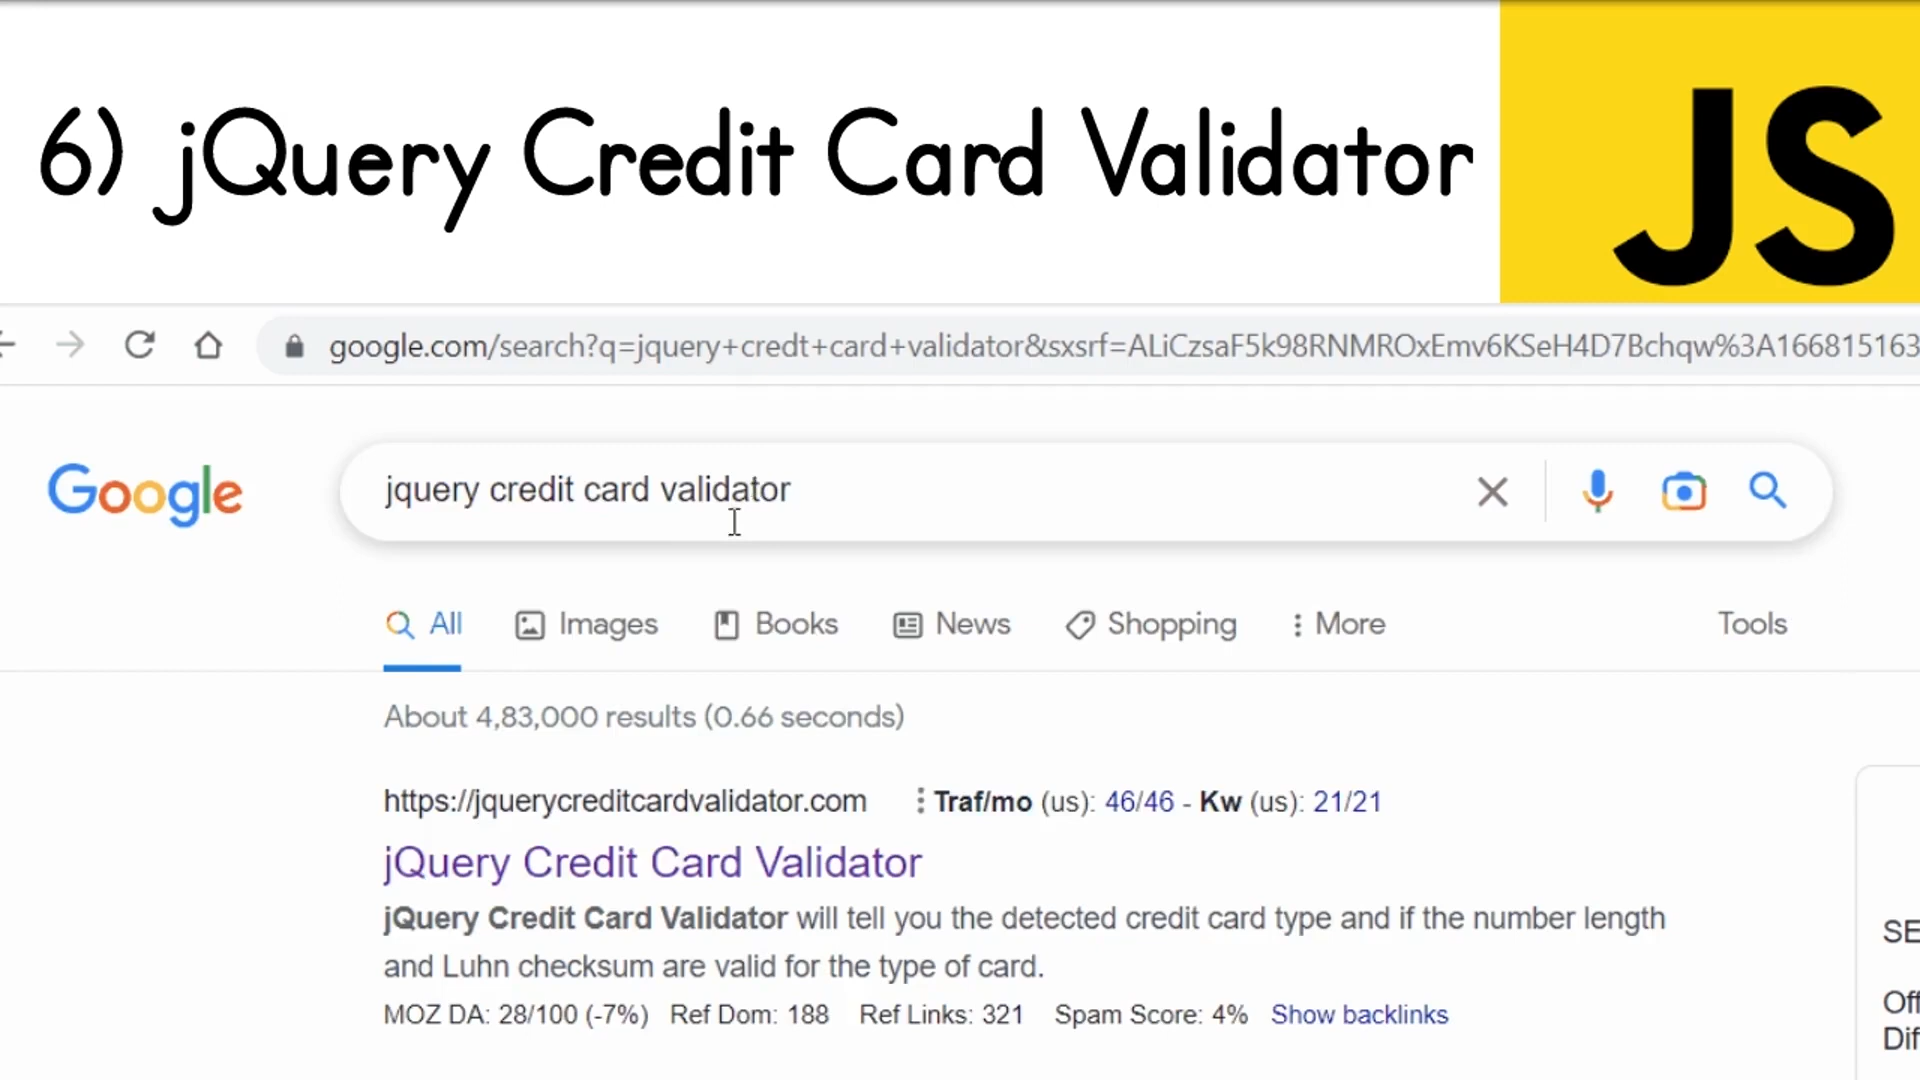 6) jQuery Credit Card Validator
JS
google.com/search?q=jquery+credt+card+validator&sxsrf=ALiCzsaF5k98RNMROxEmv6KSeH4D7Bchqw%3A166815163
Google
jquery credit card validator
All Images Books News Shopping More Tools
About 4,83,000 results (0.66 seconds)
https://jquerycreditcardvalidator.com Traf/mo (us): 46/46 - Kw (us): 21/21
jQuery Credit Card Validator
jQuery Credit Card Validator will tell you the detected credit card type and if the number length
and Luhn checksum are valid for the type of card.
MOZ DA: 28/100 (-7%) Ref Dom: 188 Ref Links: 321 Spam Score: 4% Show backlinks
SE
Off
Dif